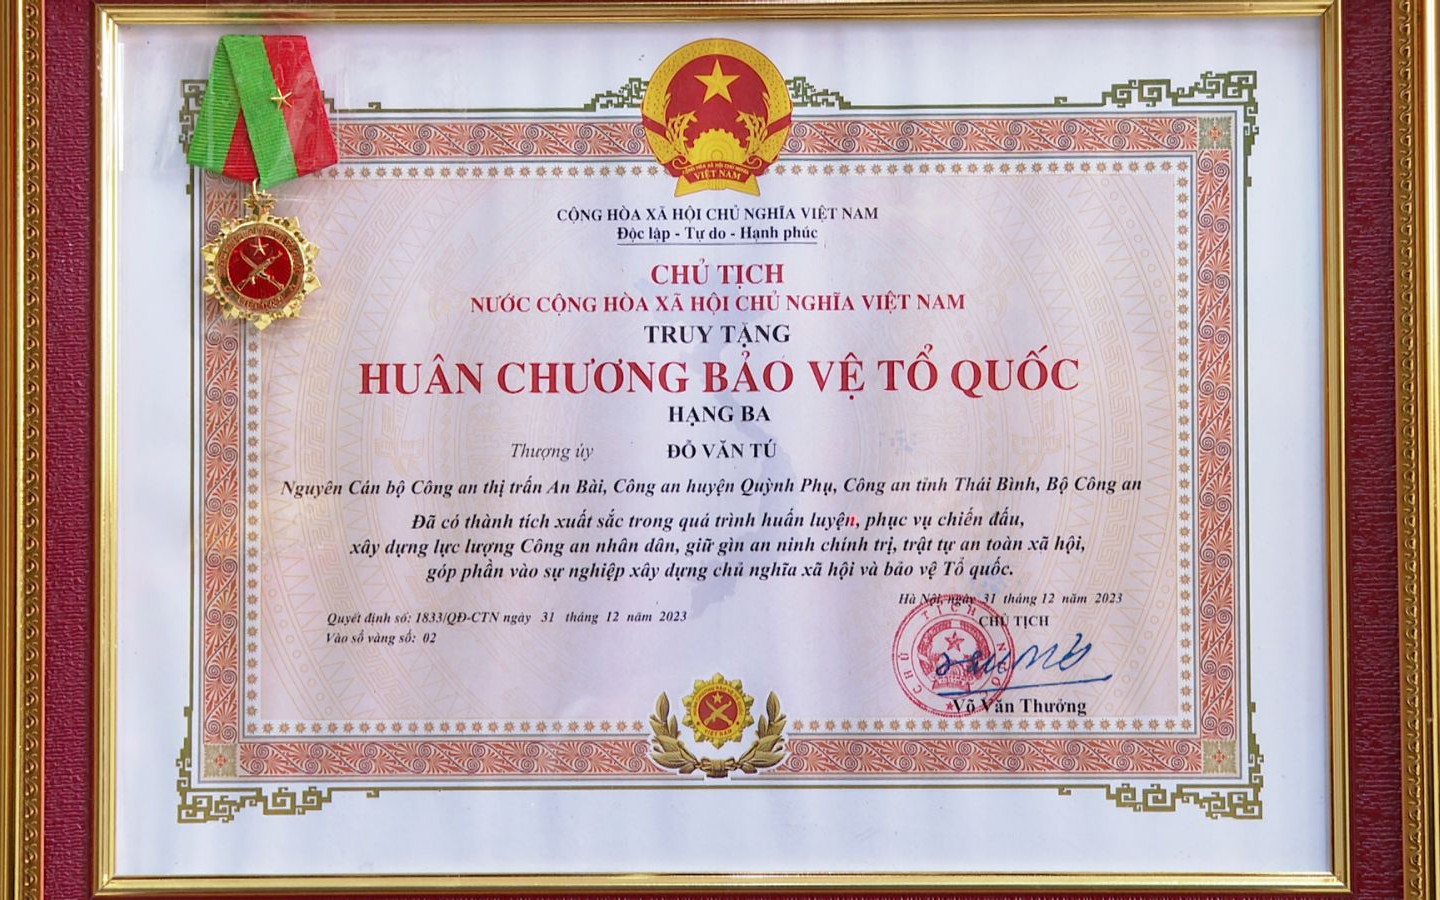 VIỆT NAM
CỘNG HÒA XÃ HỘI CHỦ NGHĨA VIỆT NAM
Độc lập - Tự do - Hạnh phúc
CHỦ TỊCH
NƯỚC CỘNG HÒA XÃ HỘI CHỦ NGHĨA VIỆT NAM
TRUY TẶNG
HUÂN CHƯƠNG BẢO VỆ TỔ QUỐC
HẠNG BA
Thượng úy ĐỖ VĂN TÚ
Nguyên Cán bộ Công an thị trấn An Bài, Công an huyện Quỳnh Phụ, Công an tỉnh Thái Bình, Bộ Công an
Đã có thành tích xuất sắc trong quá trình huấn luyện, phục vụ chiến đấu,
xây dựng lực lượng Công an nhân dân, giữ gìn an ninh chính trị, trật tự an toàn xã hội,
góp phần vào sự nghiệp xây dựng chủ nghĩa xã hội và bảo vệ Tổ quốc.
Hà Nội, ngày 31 tháng 12 năm 2023
Quyết định số: 1833/QĐ-CTN ngày 31 tháng 12 năm 2023
CHỦ TỊCH
Vào sổ vàng số: 02
CHỦ TỊCH NƯỚC
Võ Văn Thưởng
VIỆT NAM